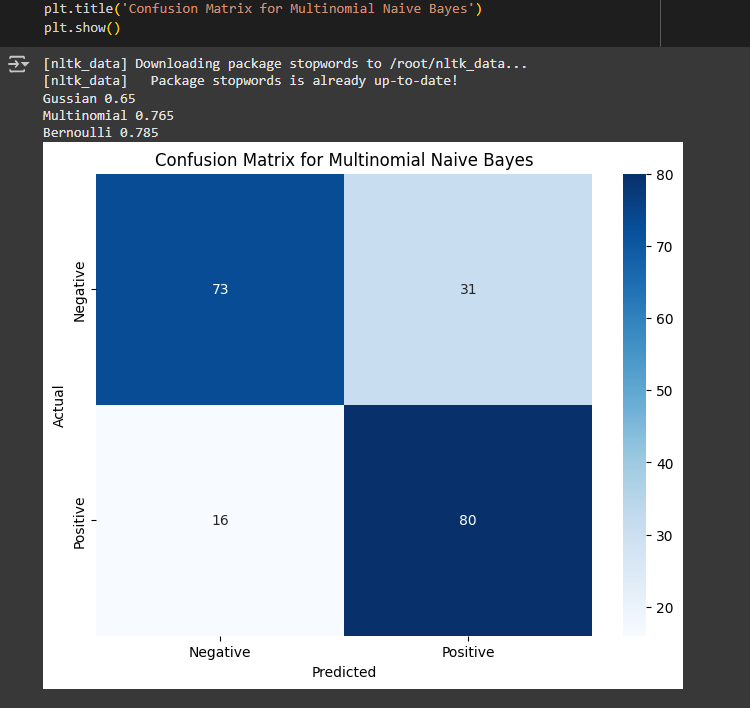 plt.title('Confusion Matrix for Multinomial Naive Bayes')
plt.show()
[nltk_data] Downloading package stopwords to /root/nltk_data...
[nltk_data]   Package stopwords is already up-to-date!
Gussian 0.65
Multinomial 0.765
Bernoulli 0.785
Confusion Matrix for Multinomial Naive Bayes
80
70
60
50
40
30
20
Actual
Negative
73
31
Positive
16
80
Negative
Positive
Predicted